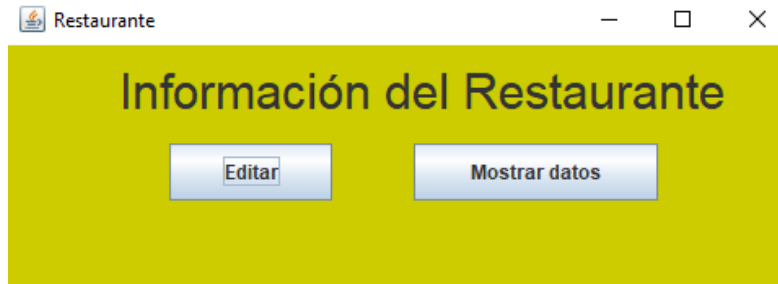 Restaurante
Información del Restaurante
Editar
Mostrar datos